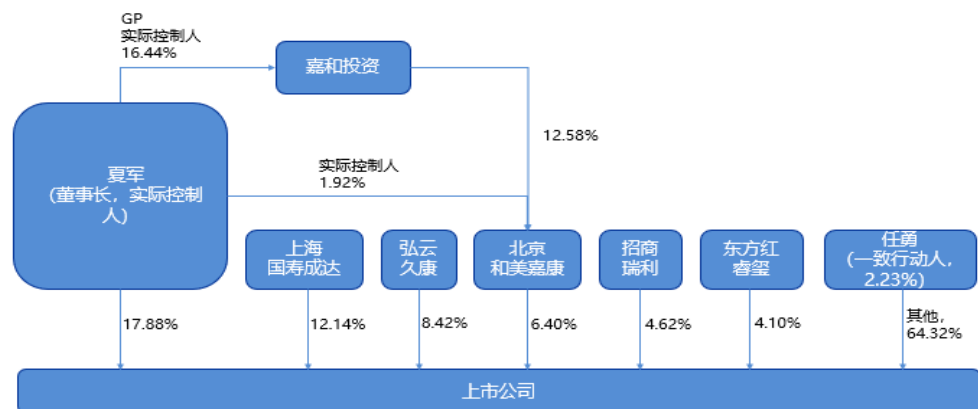 GP
实际控制人
16.44%
嘉和投资
12.58%
夏军
(董事长，实际控制
人)
实际控制人
1.92%
上海
国寿成达
弘云
久康
北京
和美嘉康
招商
瑞利
东方红
睿玺
任勇
(一致行动人，
2.23%)
17.88%
12.14%
8.42%
6.40%
4.62%
4.10%
其他，
64.32%
上市公司